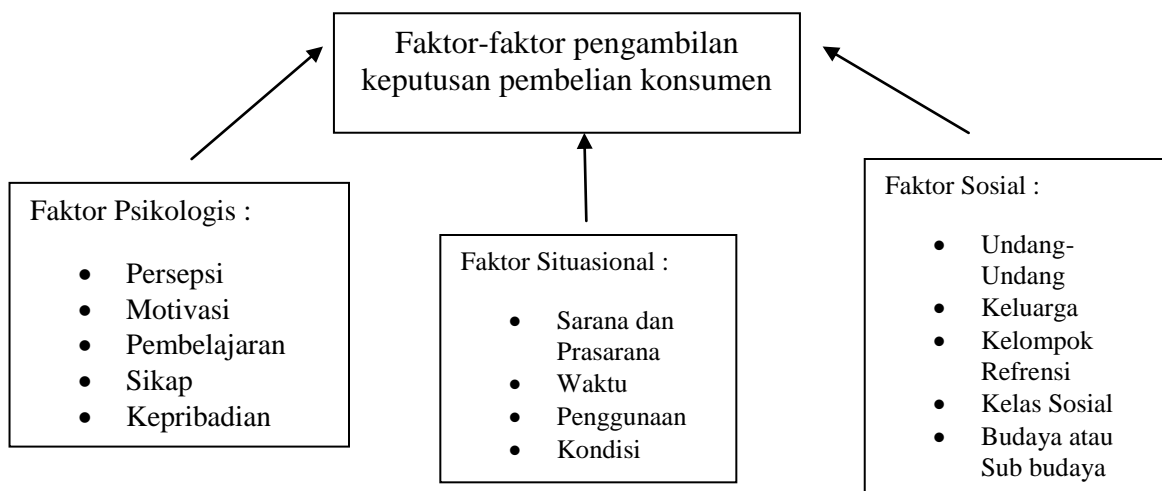 Faktor-faktor pengambilan
keputusan pembelian konsumen
Faktor Psikologis :
• Persepsi
• Motivasi
• Pembelajaran
• Sikap
• Kepribadian
Faktor Situasional :
• Sarana dan
Prasarana
• Waktu
• Penggunaan
• Kondisi
Faktor Sosial :
• Undang-
Undang
• Keluarga
• Kelompok
Refrensi
• Kelas Sosial
• Budaya atau
Sub budaya